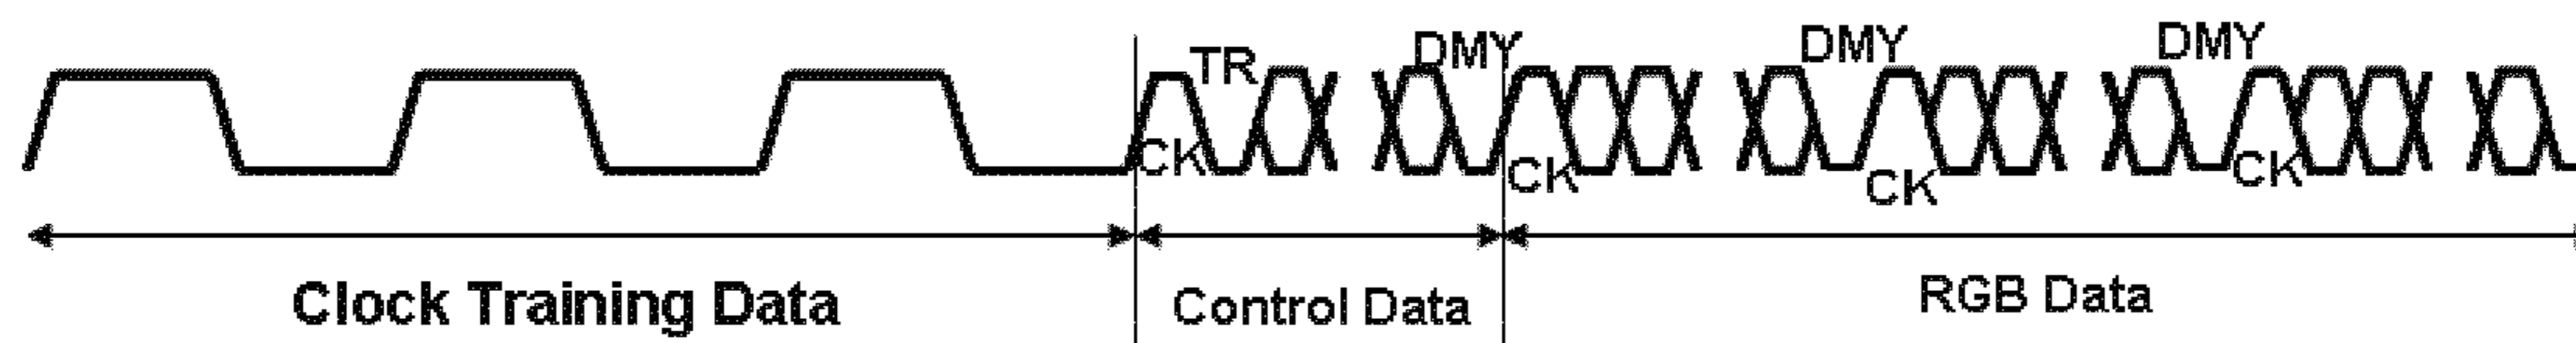 TR DMY DMY DMY
CK CK CK CK
Clock Training Data Control Data RGB Data